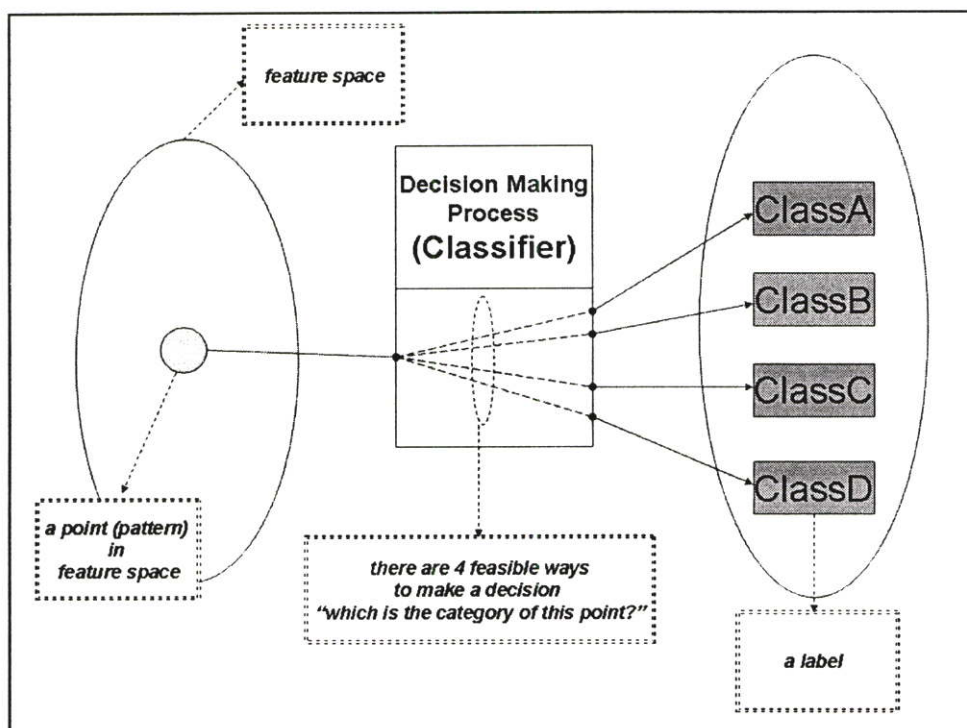 feature space
Decision Making
Process
(Classifier)
ClassA
ClassB
ClassC
ClassD
a point (pattern)
in
feature space
there are 4 feasible ways
to make a decision
“which is the category of this point?”
a label